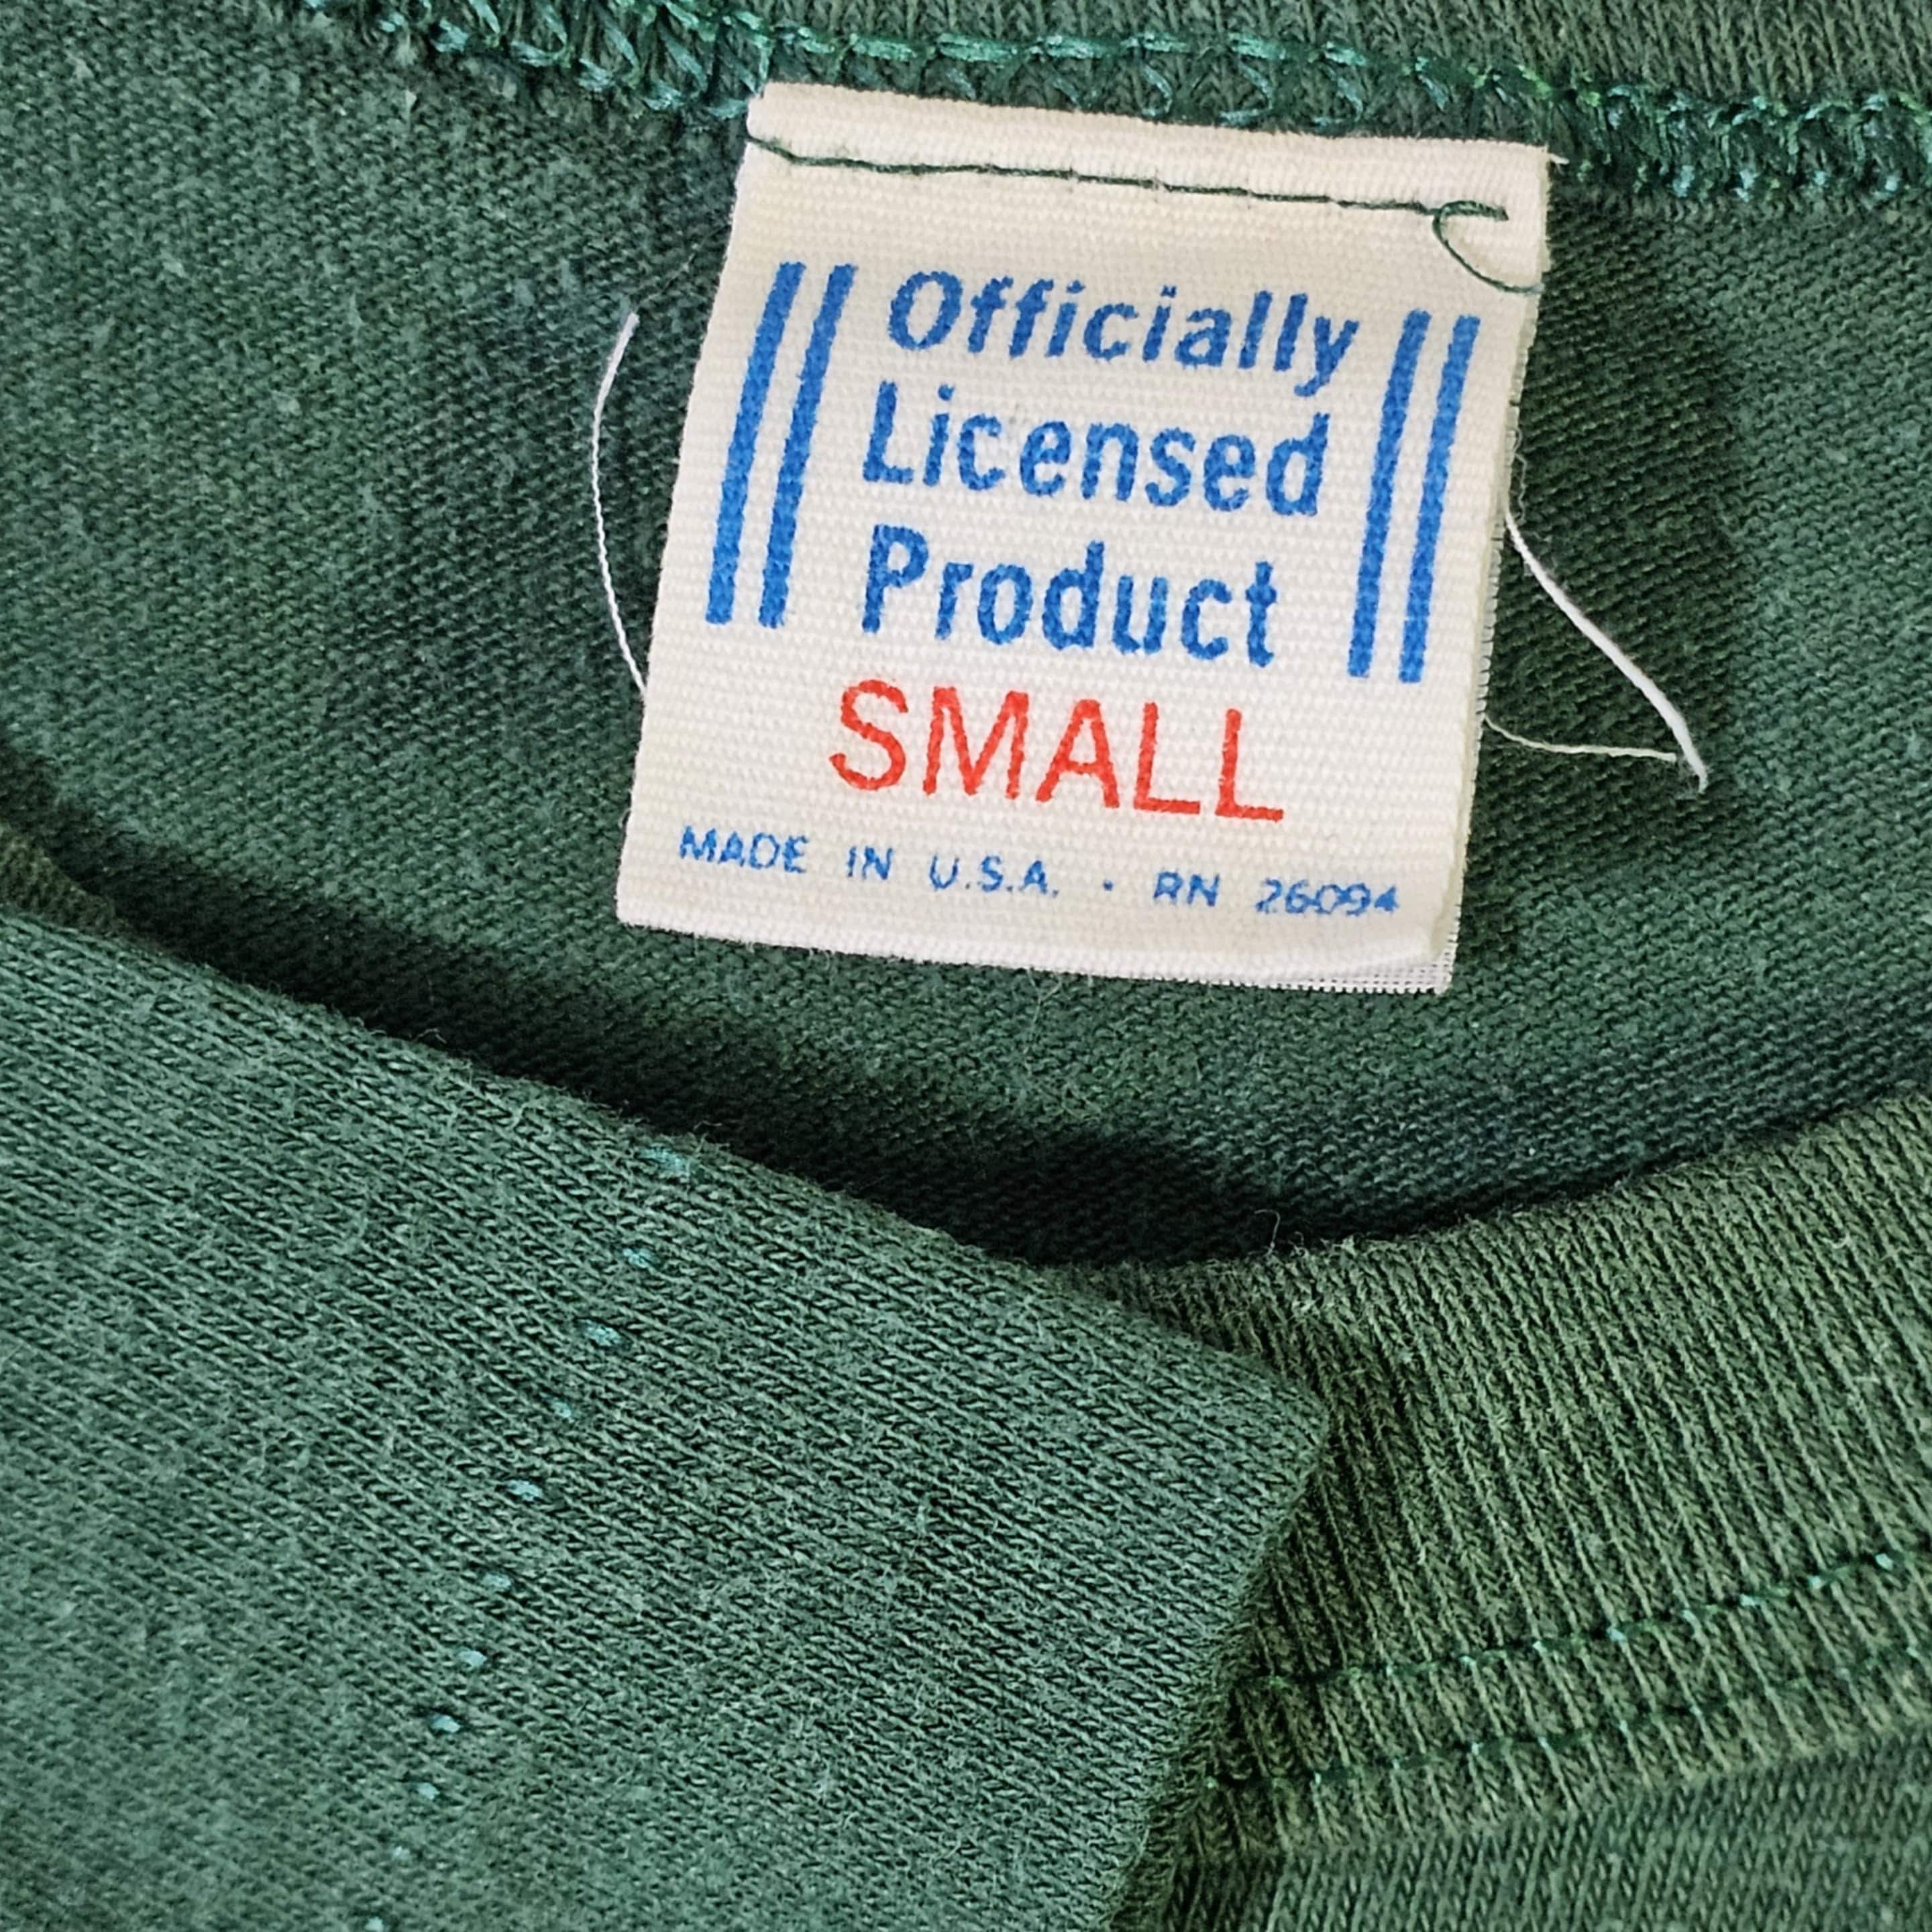 Officially
Licensed
Product
SMALL
MADE IN U.S.A. · RN 26094